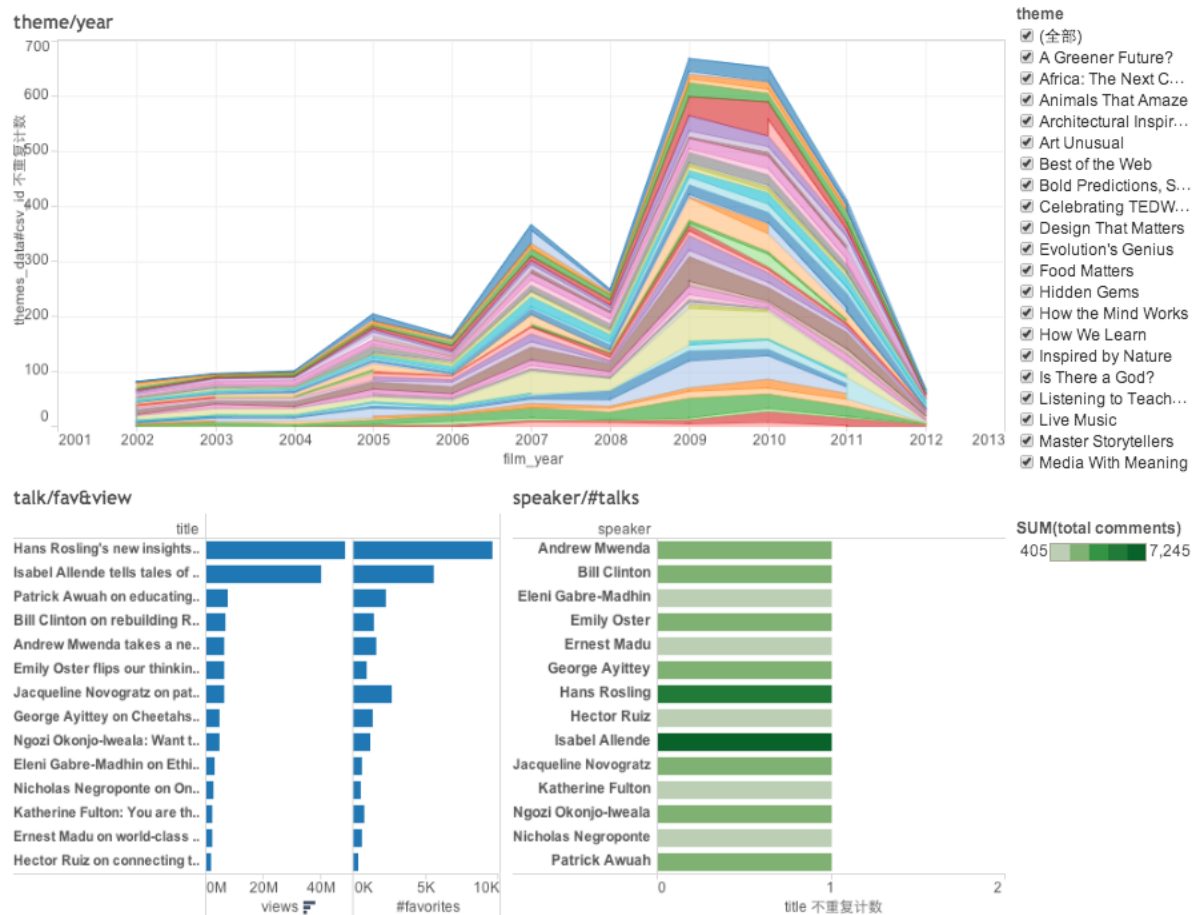 theme/year
700
600
500
400
300
200
100
0
themes_data#csv_id 不重复计数
2001 2002 2003 2004 2005 2006 2007 2008 2009 2010 2011 2012 2013
film_year
theme
(全部)
A Greener Future?
Africa: The Next C...
Animals That Amaze
Architectural Inspir...
Art Unusual
Best of the Web
Bold Predictions, S...
Celebrating TEDW...
Design That Matters
Evolution's Genius
Food Matters
Hidden Gems
How the Mind Works
How We Learn
Inspired by Nature
Is There a God?
Listening to Teach...
Live Music
Master Storytellers
Media With Meaning
talk/fav&view
title
Hans Rosling's new insights..
Isabel Allende tells tales of ..
Patrick Awuah on educating..
Bill Clinton on rebuilding R..
Andrew Mwenda takes a ne..
Emily Oster flips our thinkin..
Jacqueline Novogratz on pat..
George Ayittey on Cheetahs..
Ngozi Okonjo-Iweala: Want t..
Eleni Gabre-Madhin on Ethi..
Nicholas Negroponte on On..
Katherine Fulton: You are th..
Ernest Madu on world-class ..
Hector Ruiz on connecting t..
0M 20M 40M
views
0K 5K 10K
#favorites
speaker/#talks
speaker
Andrew Mwenda
Bill Clinton
Eleni Gabre-Madhin
Emily Oster
Ernest Madu
George Ayittey
Hans Rosling
Hector Ruiz
Isabel Allende
Jacqueline Novogratz
Katherine Fulton
Ngozi Okonjo-Iweala
Nicholas Negroponte
Patrick Awuah
0 1 2
title 不重复计数
SUM(total comments)
405 7,245